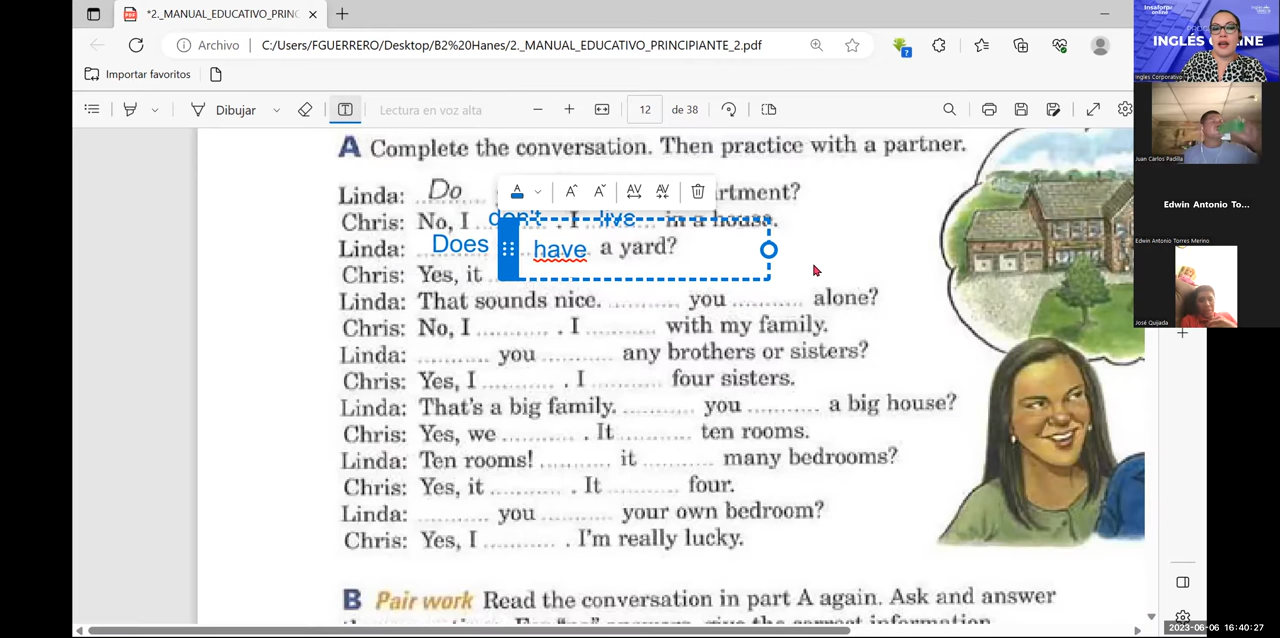 *2._MANUAL_EDUCATIVO_PRINC
Archivo C:/Users/FGUERRERO/Desktop/B2%20Hanes/2._MANUAL_EDUCATIVO_PRINCIPIANTE_2.pdf
Importar favoritos
Dibujar Lectura en voz alta 12 de 38
A Complete the conversation. Then practice with a partner.
Linda: Do rtment?
Chris: No, I don't . I live in a house.
Linda: Does have a yard?
Chris: Yes, it
Linda: That sounds nice. .......... you .......... alone?
Chris: No, I .......... . I .......... with my family.
Linda: .......... you .......... any brothers or sisters?
Chris: Yes, I .......... . I .......... four sisters.
Linda: That's a big family. .......... you .......... a big house?
Chris: Yes, we .......... . It .......... ten rooms.
Linda: Ten rooms! .......... it .......... many bedrooms?
Chris: Yes, it .......... . It .......... four.
Linda: .......... you .......... your own bedroom?
Chris: Yes, I .......... . I'm really lucky.
B Pair work Read the conversation in part A again. Ask and answer
Insaforp online
INGLÉS ONLINE
Ingles Corporativo
Juan Carlos Padilla
Edwin Antonio To...
Edwin Antonio Torres Merino
José Quijada
2023-06-06 16:40:27